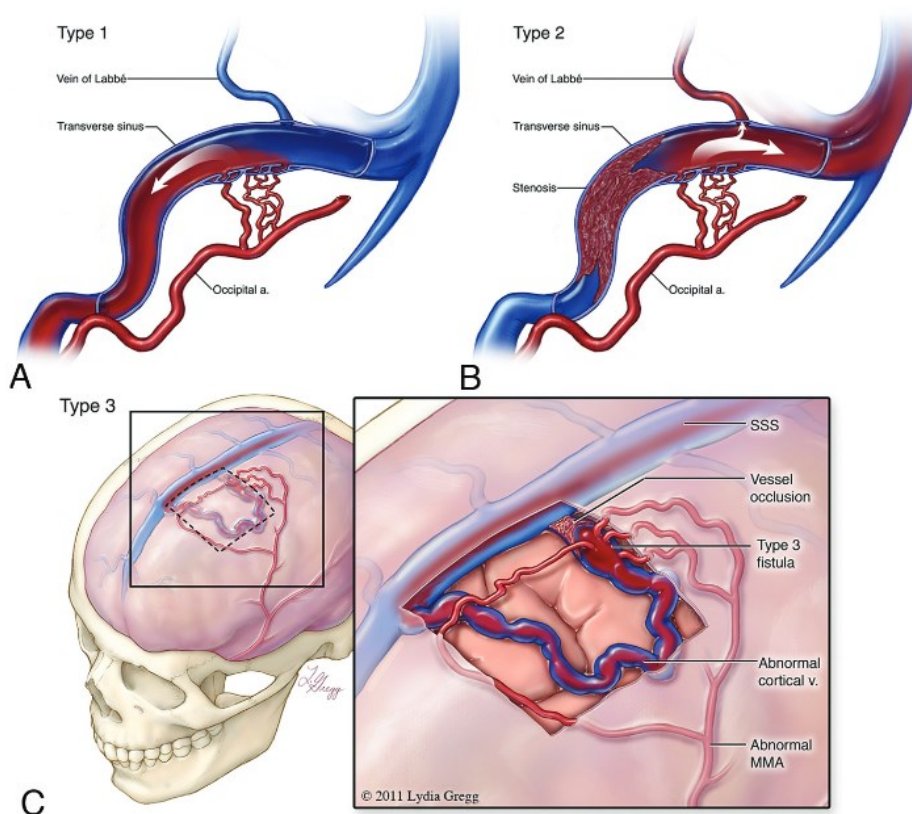 Type 1
Vein of Labbé
Transverse sinus
Occipital a.
A
Type 2
Vein of Labbé
Transverse sinus
Stenosis
Occipital a.
B
Type 3
SSS
Vessel
occlusion
Type 3
fistula
Abnormal
cortical v.
Abnormal
MMA
L. Gregg
C
© 2011 Lydia Gregg